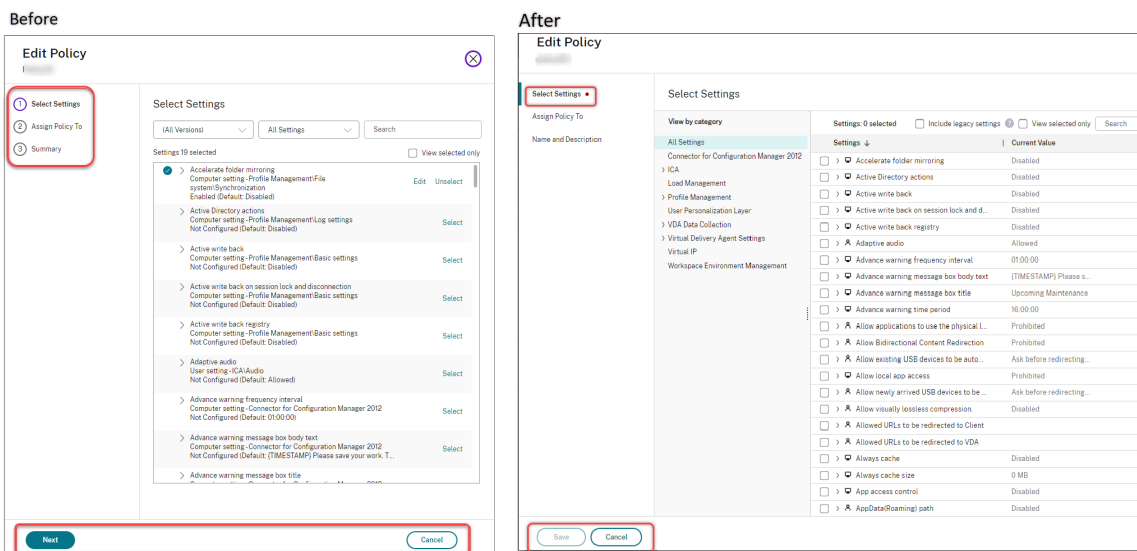 Before
Edit Policy
1 Select Settings
2 Assign Policy To
3 Summary
Select Settings
(All Versions)
All Settings
Search
Settings 19 selected
View selected only
Accelerate folder mirroring
Computer setting - Profile Management\File
system\Synchronization
Enabled (Default: Disabled)
Edit Unselect
Active Directory actions
Computer setting - Profile Management\Log settings
Not Configured (Default: Disabled)
Select
Active write back
Computer setting - Profile Management\Basic settings
Not Configured (Default: Disabled)
Select
Active write back on session lock and disconnection
Computer setting - Profile Management\Basic settings
Not Configured (Default: Disabled)
Select
Active write back registry
Computer setting - Profile Management\Basic settings
Not Configured (Default: Disabled)
Select
Adaptive audio
User setting - ICA\Audio
Not Configured (Default: Allowed)
Select
Advance warning frequency interval
Computer setting - Connector for Configuration Manager 2012
Not Configured (Default: 01:00:00)
Select
Advance warning message box body text
Computer setting - Connector for Configuration Manager 2012
Not Configured (Default: {TIMESTAMP} Please save your work. T...
Select
Advance warning message box title
Next
Cancel
After
Edit Policy
Select Settings
Assign Policy To
Name and Description
Select Settings
View by category
All Settings
Connector for Configuration Manager 2012
ICA
Load Management
Profile Management
User Personalization Layer
VDA Data Collection
Virtual Delivery Agent Settings
Virtual IP
Workspace Environment Management
Settings: 0 selected
Include legacy settings ?
View selected only
Search
Settings ↓ Current Value
Accelerate folder mirroring Disabled
Active Directory actions Disabled
Active write back Disabled
Active write back on session lock and d... Disabled
Active write back registry Disabled
Adaptive audio Allowed
Advance warning frequency interval 01:00:00
Advance warning message box body text {TIMESTAMP} Please s...
Advance warning message box title Upcoming Maintenance
Advance warning time period 16:00:00
Allow applications to use the physical l... Prohibited
Allow Bidirectional Content Redirection Prohibited
Allow existing USB devices to be auto... Ask before redirecting...
Allow local app access Prohibited
Allow newly arrived USB devices to be ... Ask before redirecting...
Allow visually lossless compression. Disabled
Allowed URLs to be redirected to Client
Allowed URLs to be redirected to VDA
Always cache Disabled
Always cache size 0 MB
App access control Disabled
AppData(Roaming) path Disabled
Save
Cancel